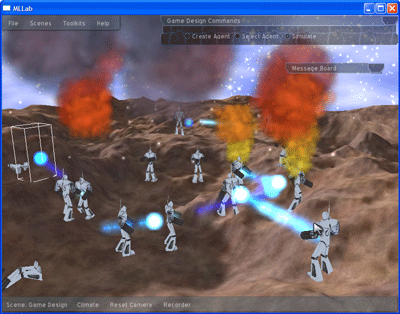 MLLab
Game Design Commands
File Scenes Toolkits Help
Create Agent Select Agent Simulate
Message Board
Scene: Game Design Climate Reset Camera Recorder